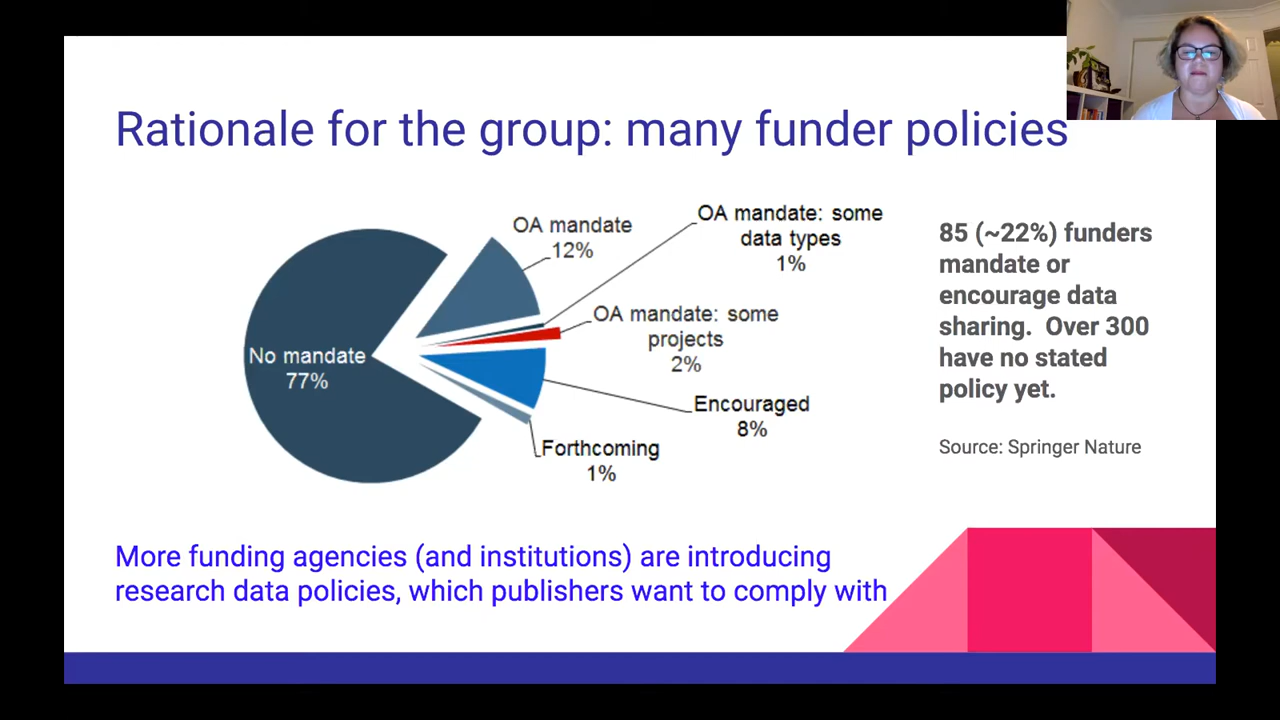 Rationale for the group: many funder policies
OA mandate
12%
OA mandate: some
data types
1%
OA mandate: some
projects
2%
No mandate
77%
Encouraged
8%
Forthcoming
1%
85 (~22%) funders
mandate or
encourage data
sharing. Over 300
have no stated
policy yet.
Source: Springer Nature
More funding agencies (and institutions) are introducing
research data policies, which publishers want to comply with